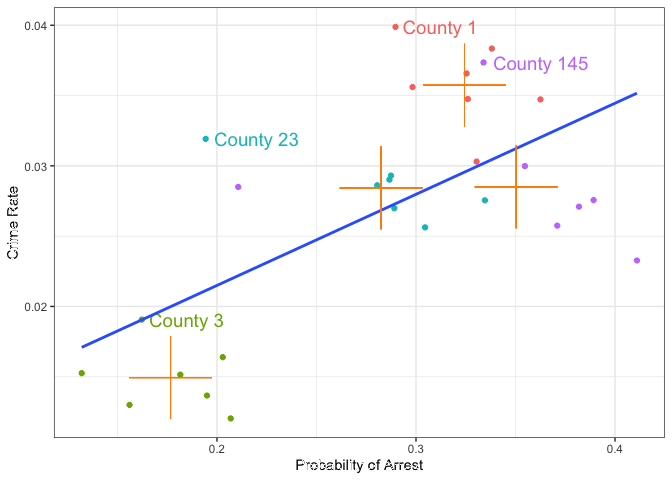 0.04
0.03
0.02
Crime Rate
County 1
County 145
County 23
County 3
0.2
0.3
0.4
Probability of Arrest